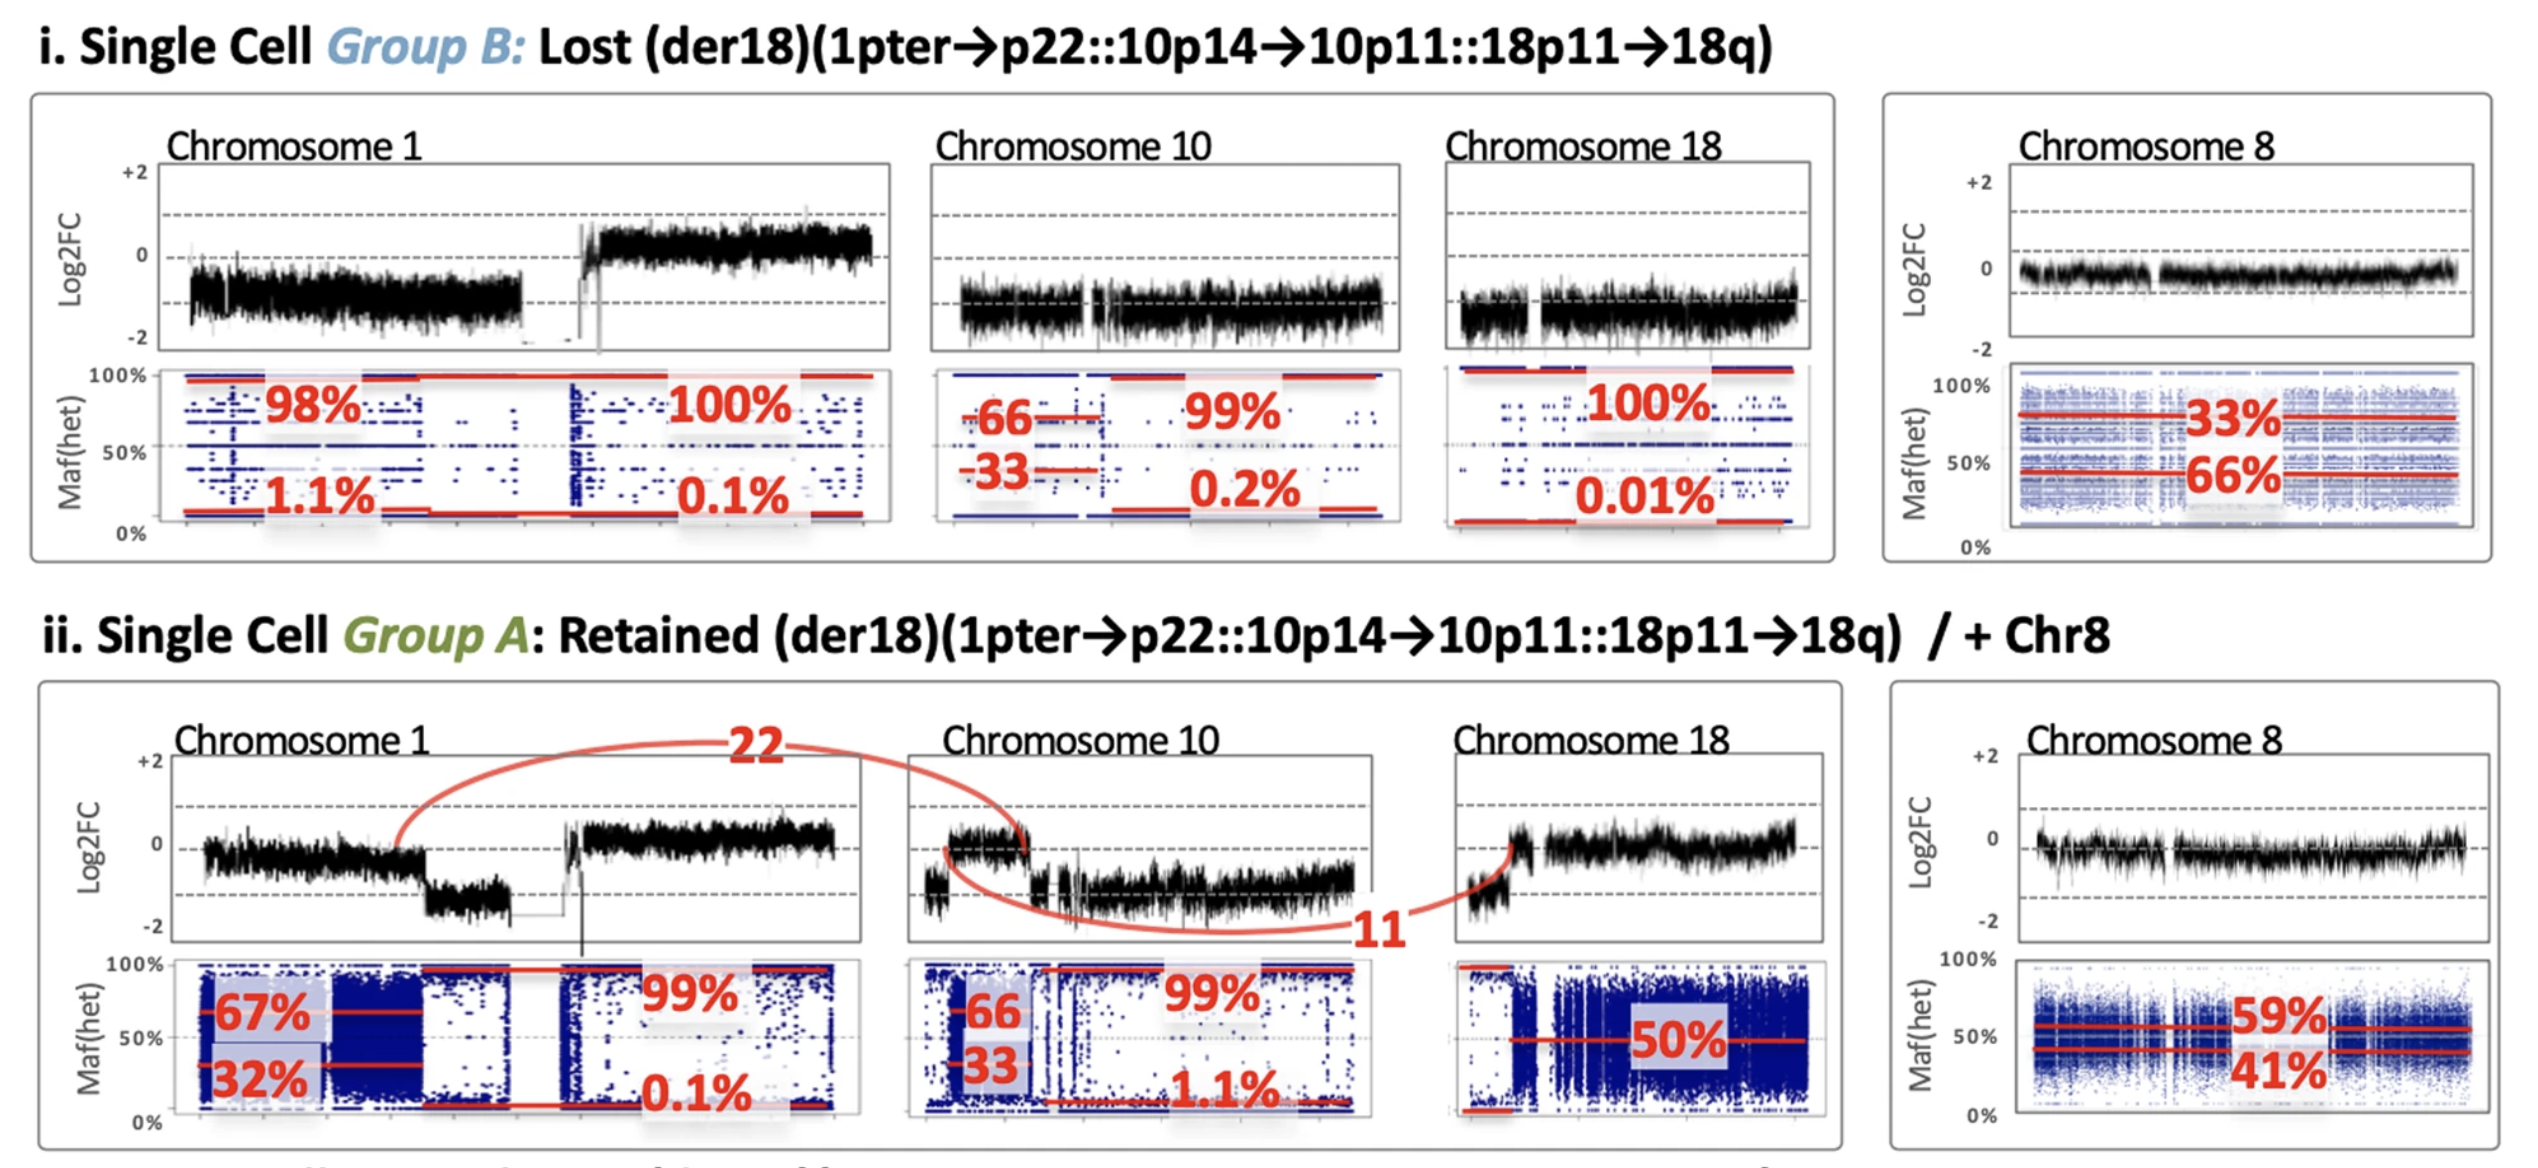 i. Single Cell Group B: Lost (der18)(1pter→p22::10p14→10p11::18p11→18q)
Chromosome 1
Chromosome 10
Chromosome 18
Chromosome 8
Log2FC
+2
0
-2
Maf(het)
100%
50%
0%
98%
1.1%
100%
0.1%
66
33
99%
0.2%
100%
0.01%
Log2FC
+2
0
-2
Maf(het)
100%
50%
0%
33%
66%
ii. Single Cell Group A: Retained (der18)(1pter→p22::10p14→10p11::18p11→18q) / + Chr8
Chromosome 1
22
Chromosome 10
Chromosome 18
Chromosome 8
Log2FC
+2
0
-2
11
Maf(het)
100%
50%
0%
67%
32%
99%
0.1%
66
33
99%
1.1%
50%
Log2FC
+2
0
-2
Maf(het)
100%
50%
0%
59%
41%